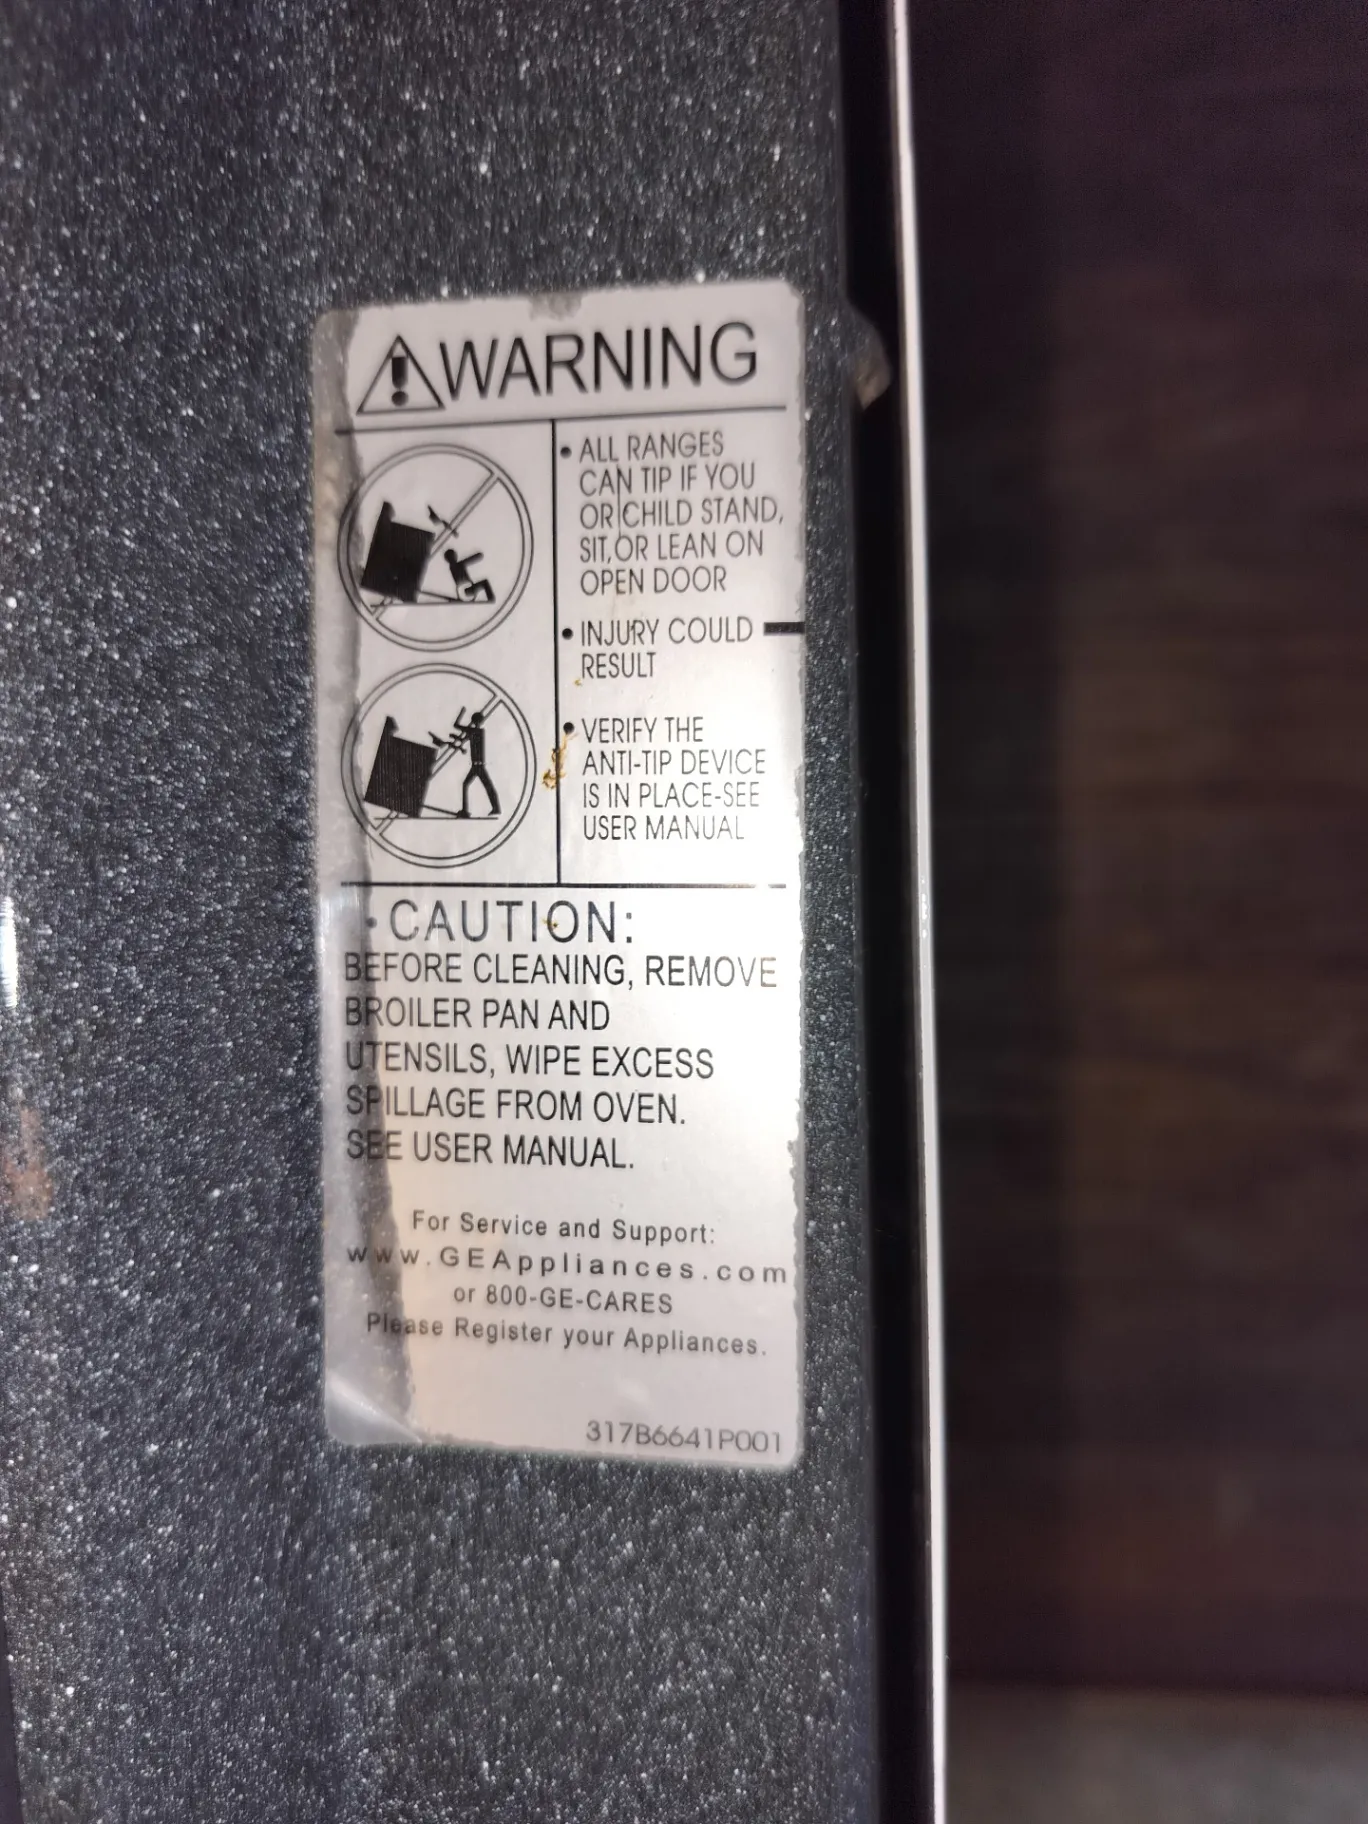 WARNING
• ALL RANGES
CAN TIP IF YOU
OR CHILD STAND,
SIT,OR LEAN ON
OPEN DOOR
• INJURY COULD
RESULT
• VERIFY THE
ANTI-TIP DEVICE
IS IN PLACE-SEE
USER MANUAL
• CAUTION:
BEFORE CLEANING, REMOVE
BROILER PAN AND
UTENSILS, WIPE EXCESS
SPILLAGE FROM OVEN.
SEE USER MANUAL.
For Service and Support:
www.GEAppliances.com
or 800-GE-CARES
Please Register your Appliances.
317B6641P001